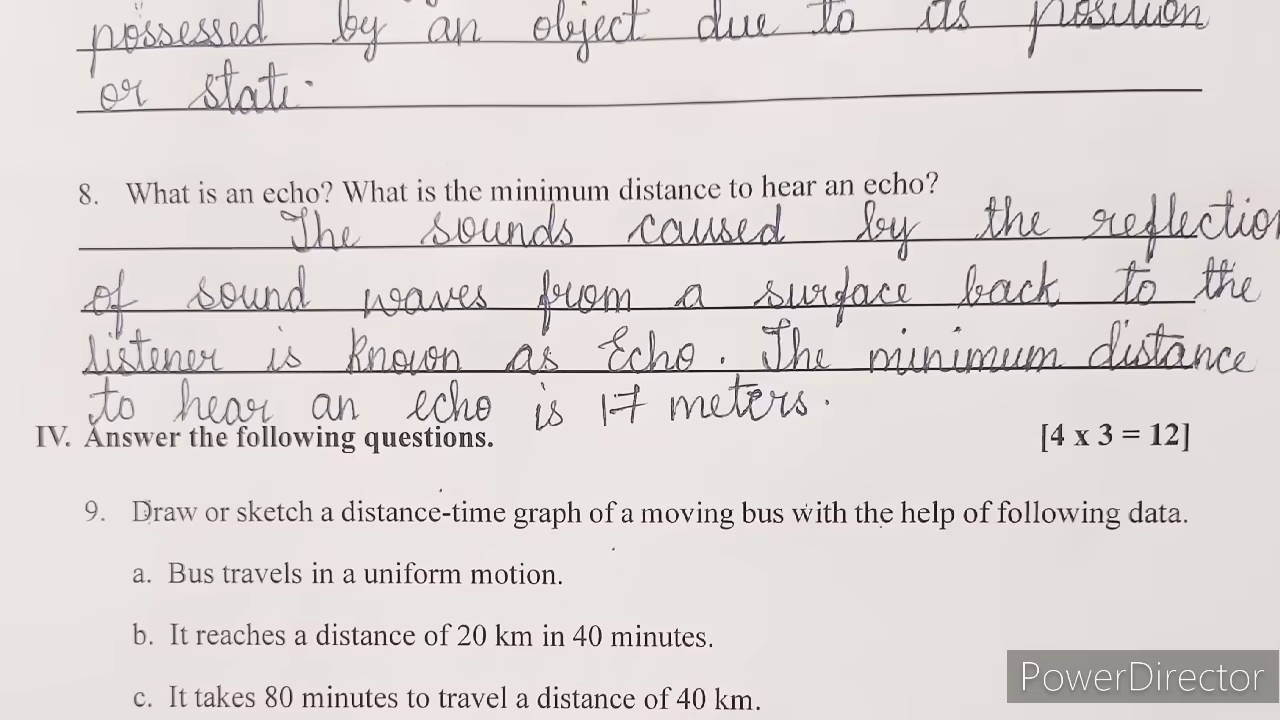 possessed by an object due to its position
or state.
8. What is an echo? What is the minimum distance to hear an echo?
The sounds caused by the reflection
of sound waves from a surface back to the
listener is known as Echo. The minimum distance
to hear an echo is 17 meters.
IV. Answer the following questions. [4 x 3 = 12]
9. Draw or sketch a distance-time graph of a moving bus with the help of following data.
a. Bus travels in a uniform motion.
b. It reaches a distance of 20 km in 40 minutes.
c. It takes 80 minutes to travel a distance of 40 km.
PowerDirector